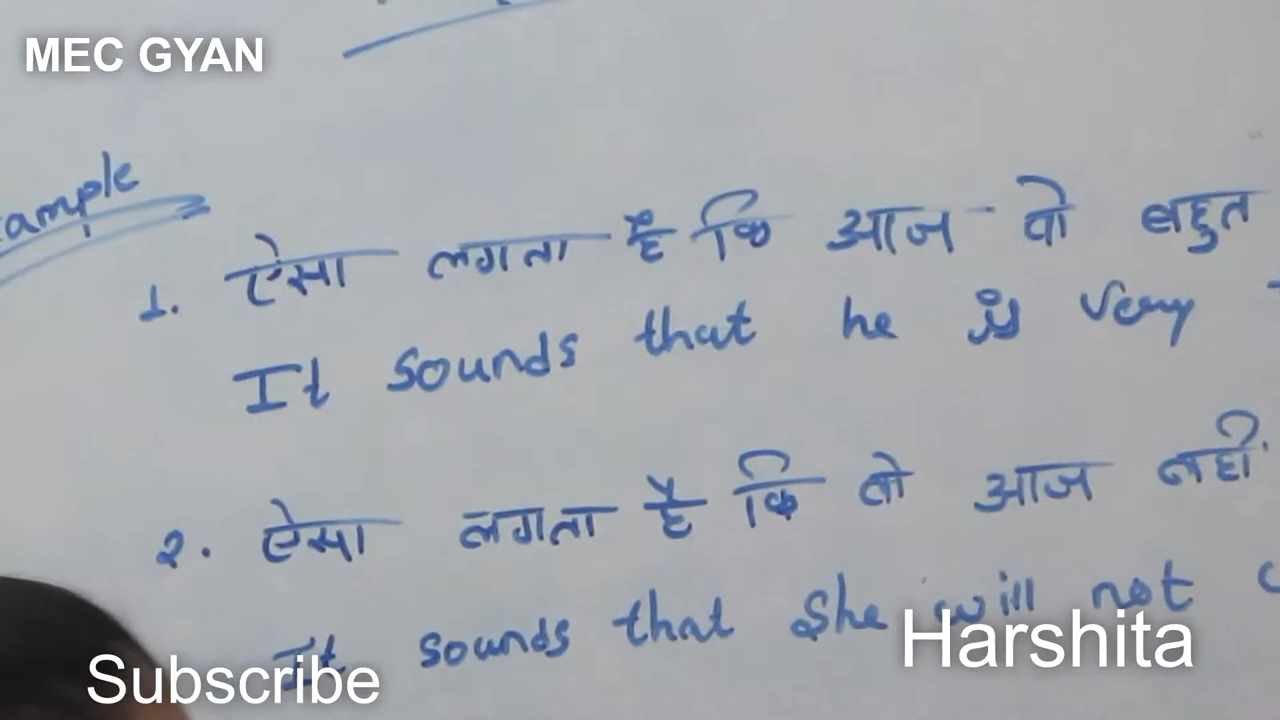 MEC GYAN
ample
1. ऐसा लगता है कि आज वो बहुत
It sounds that he is very
2. ऐसा लगता है कि वो आज नहीं
It sounds that she will not
Harshita
Subscribe